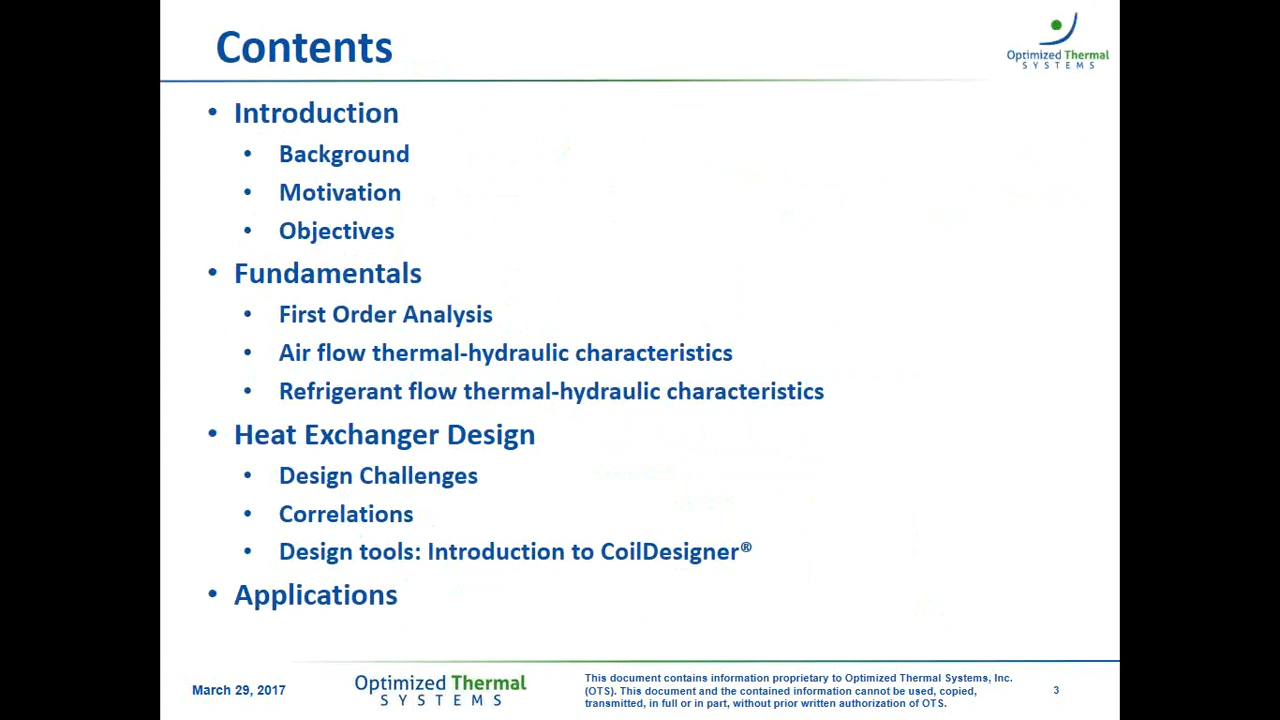 Contents
Optimized Thermal
SYSTEMS
• Introduction
• Background
• Motivation
• Objectives
• Fundamentals
• First Order Analysis
• Air flow thermal-hydraulic characteristics
• Refrigerant flow thermal-hydraulic characteristics
• Heat Exchanger Design
• Design Challenges
• Correlations
• Design tools: Introduction to CoilDesigner®
• Applications
March 29, 2017
Optimized Thermal
SYSTEMS
This document contains information proprietary to Optimized Thermal Systems, Inc.
(OTS). This document and the contained information cannot be used, copied,
transmitted, in full or in part, without prior written authorization of OTS.
3